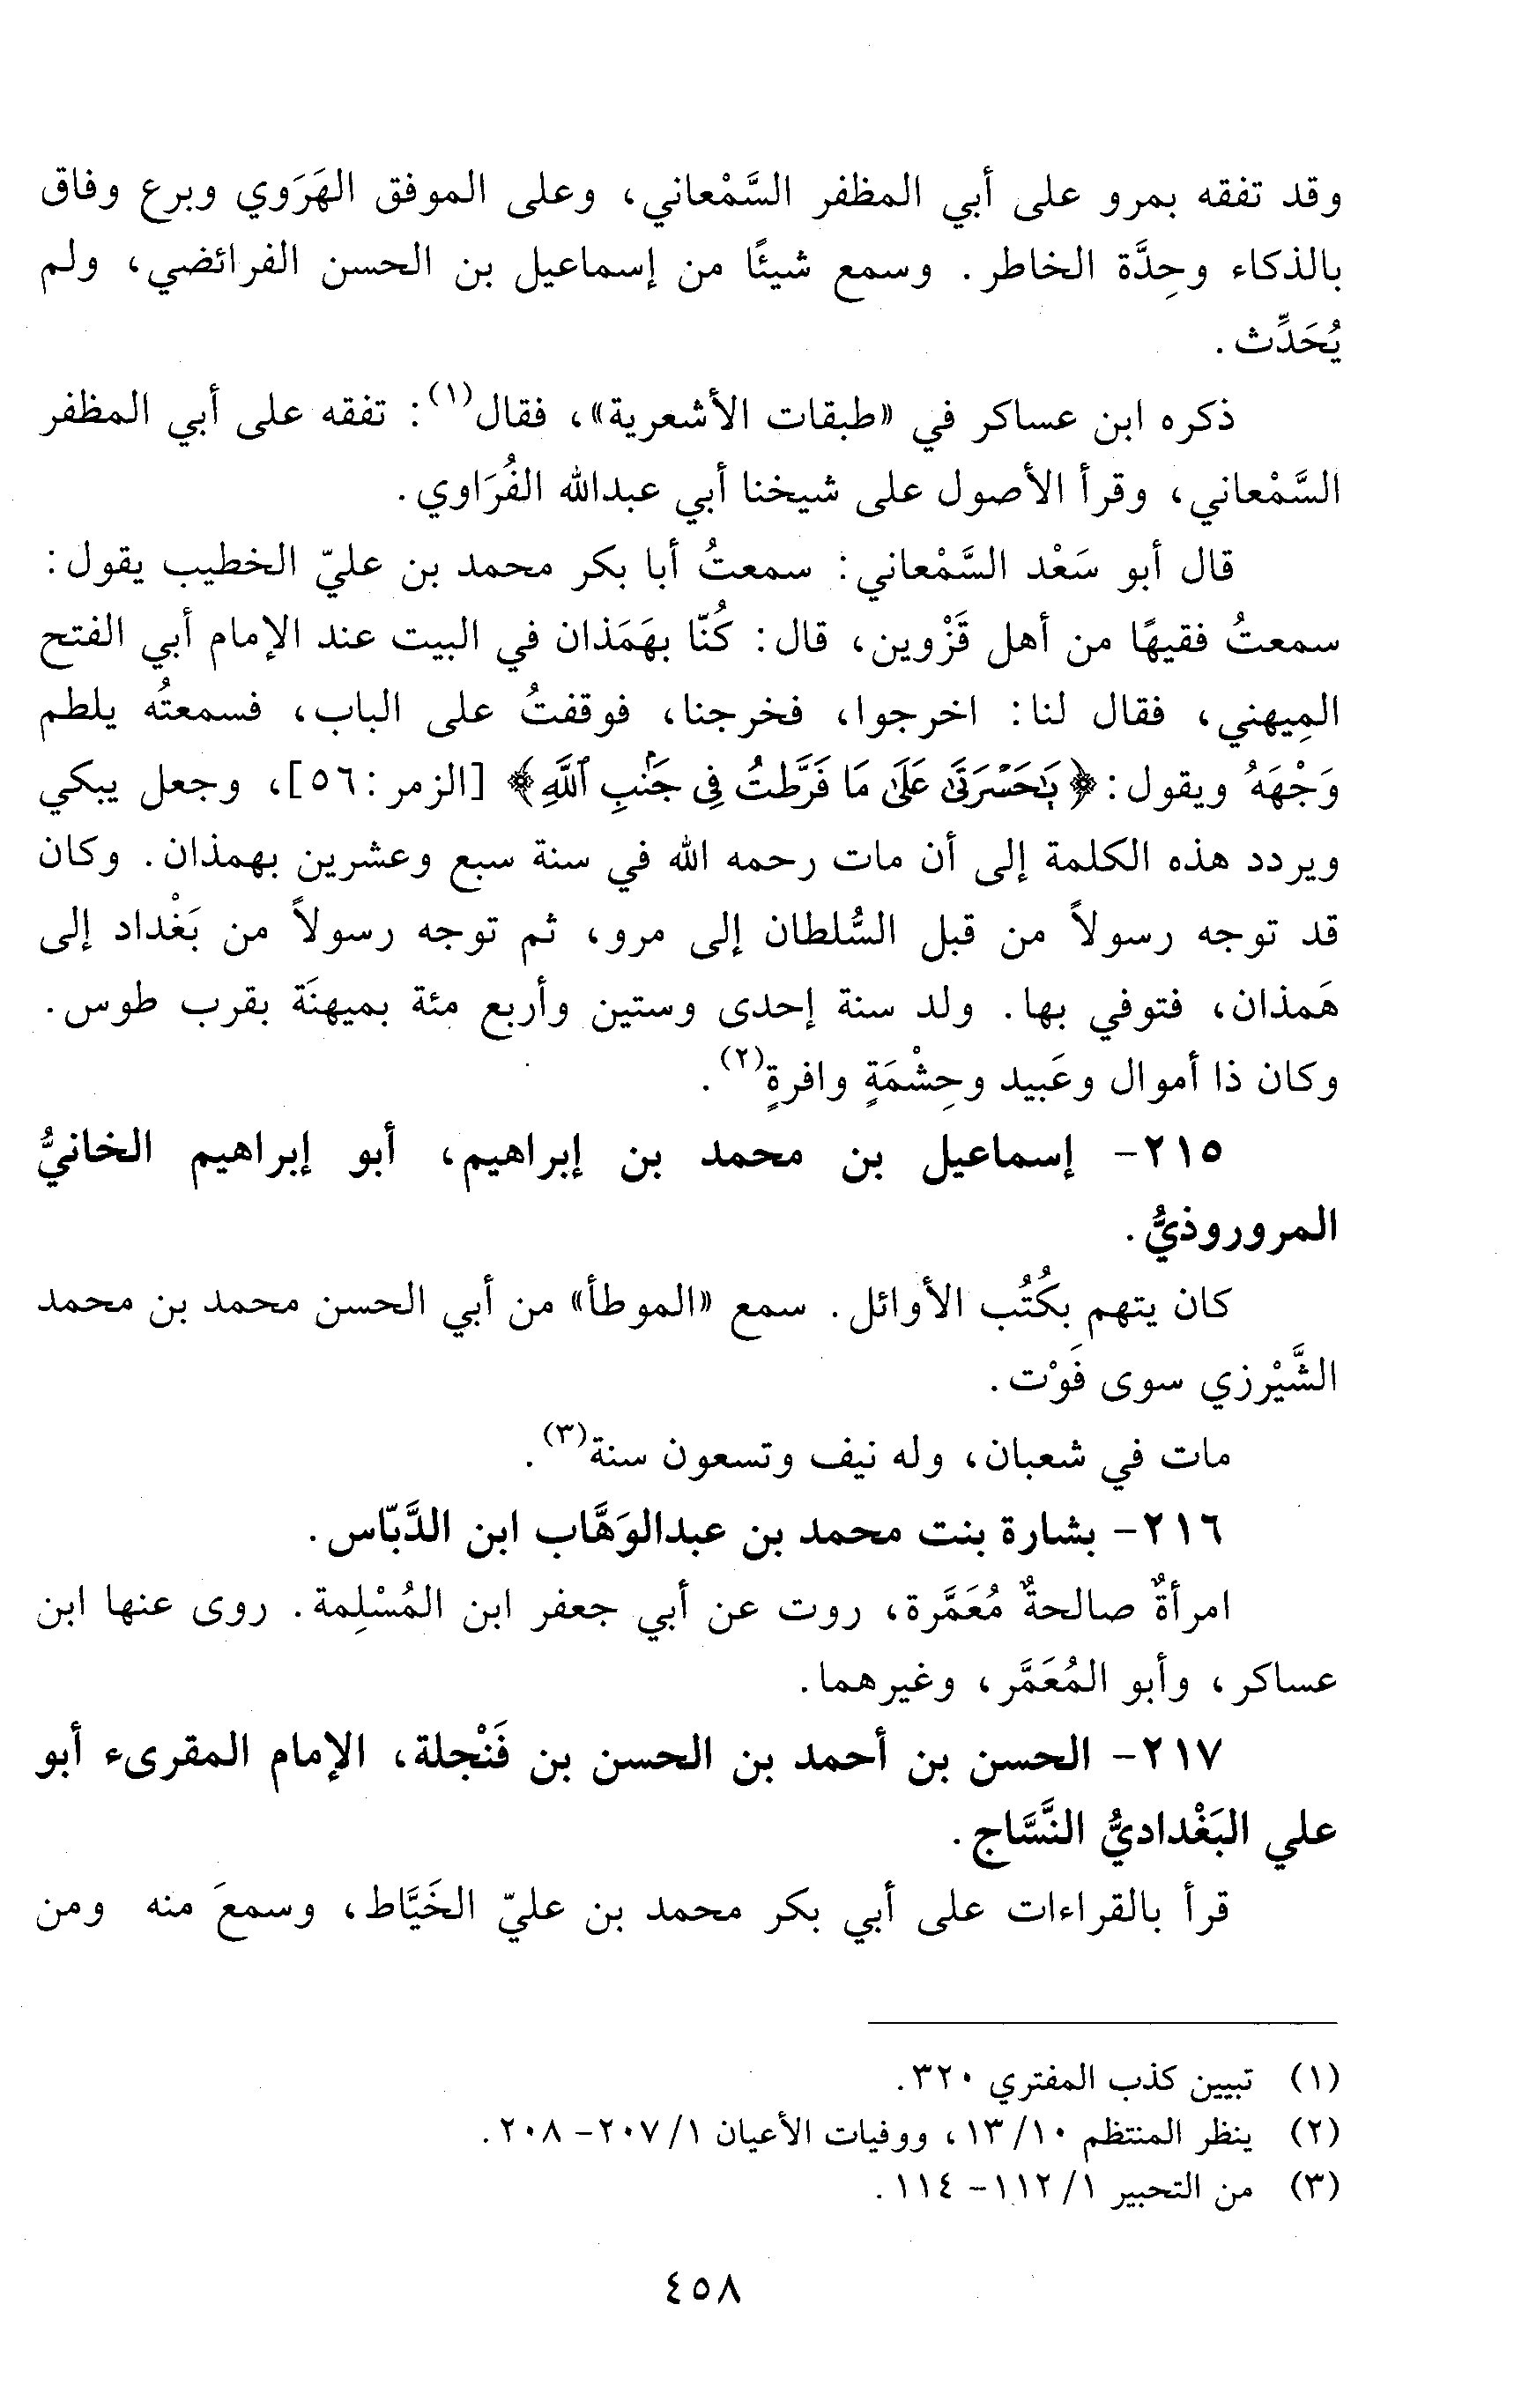 وقد تفقه بمرو على أبي المظفر السَّمْعاني، وعلى الموفق الهَرَوي وبرع وفاق
بالذكاء وحِدَّة الخاطر. وسمع شيئًا من إسماعيل بن الحسن الفرائضي، ولم
يُحَدِّث.
ذكره ابن عساكر في «طبقات الأشعرية»، فقال(١): تفقه على أبي المظفر
السَّمْعاني، وقرأ الأصول على شيخنا أبي عبدالله الفُرَاوي.
قال أبو سَعْد السَّمْعاني: سمعتُ أبا بكر محمد بن عليّ الخطيب يقول:
سمعتُ فقيهًا من أهل قَزْوين، قال: كُنّا بهَمَذان في البيت عند الإمام أبي الفتح
المِيهني، فقال لنا: اخرجوا، فخرجنا، فوقفتُ على الباب، فسمعتُه يلطم
وَجْهَهُ ويقول: ﴿بَٰحَسْرَتَىٰ عَلَىٰ مَا فَرَّطتُ فِى جَنۢبِ ٱللَّهِ﴾ [الزمر: ٥٦]، وجعل يبكي
ويردد هذه الكلمة إلى أن مات رحمه الله في سنة سبع وعشرين بهمذان. وكان
قد توجه رسولاً من قبل السُّلطان إلى مرو، ثم توجه رسولاً من بَغْداد إلى
هَمذان، فتوفي بها. ولد سنة إحدى وستين وأربع مئة بميهنَة بقرب طوس.
وكان ذا أموال وعَبيد وحِشْمَةٍ وافرةٍ(٢).
٢١٥- إسماعيل بن محمد بن إبراهيم، أبو إبراهيم الخانيُّ
المروروذيُّ.
كان يتهم بكُتُب الأوائل. سمع «الموطأ» من أبي الحسن محمد بن محمد
الشَّيْرزي سوى فَوْت.
مات في شعبان، وله نيف وتسعون سنة(٣).
٢١٦- بشارة بنت محمد بن عبدالوَهَّاب ابن الدَّبّاس.
امرأةٌ صالحةٌ مُعَمَّرة، روت عن أبي جعفر ابن المُسْلِمة. روى عنها ابن
عساكر، وأبو المُعَمَّر، وغيرهما.
٢١٧- الحسن بن أحمد بن الحسن بن فَنْجلة، الإمام المقرىء أبو
علي البَغْداديُّ النَّسَّاج.
قرأ بالقراءات على أبي بكر محمد بن عليّ الخَيَّاط، وسمعَ منه ومن
(١) تبيين كذب المفتري ٣٢٠.
(٢) ينظر المنتظم ١٠/ ١٣، ووفيات الأعيان ١/ ٢٠٧- ٢٠٨.
(٣) من التحبير ١/ ١١٢- ١١٤.
٤٥٨